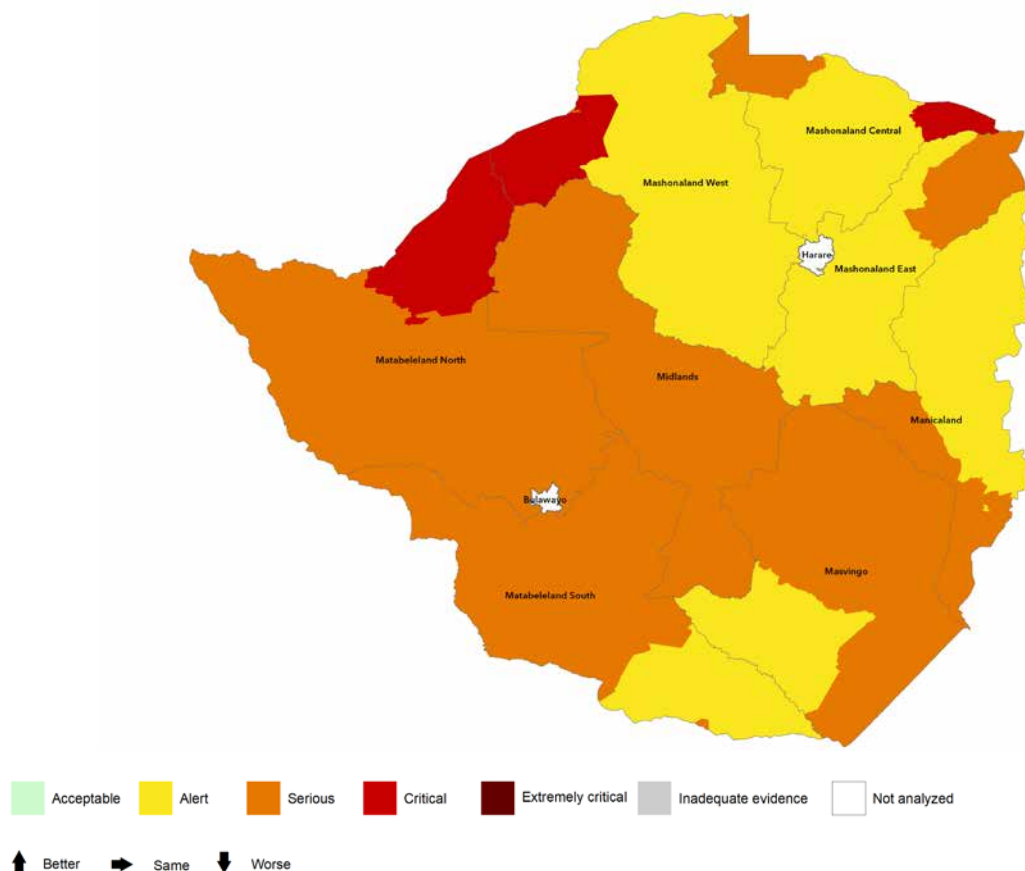 Mashonaland Central
Mashonaland West
Harare
Mashonaland East
Matabeleland North
Midlands
Manicaland
Bulawayo
Masvingo
Matabeleland South
Acceptable
Alert
Serious
Critical
Extremely critical
Inadequate evidence
Not analyzed
Better
Same
Worse